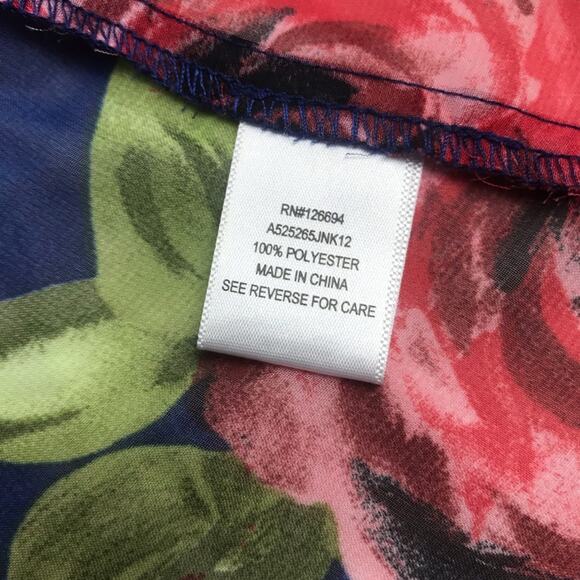 RN#126694
A525265JNK12
100% POLYESTER
MADE IN CHINA
SEE REVERSE FOR CARE